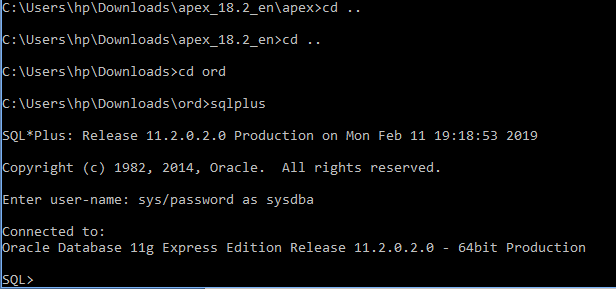 C:\Users\hp\Downloads\apex_18.2_en\apex>cd ..
C:\Users\hp\Downloads\apex_18.2_en>cd ..
C:\Users\hp\Downloads>cd ord
C:\Users\hp\Downloads\ord>sqlplus
SQL*Plus: Release 11.2.0.2.0 Production on Mon Feb 11 19:18:53 2019
Copyright (c) 1982, 2014, Oracle.  All rights reserved.
Enter user-name: sys/password as sysdba
Connected to:
Oracle Database 11g Express Edition Release 11.2.0.2.0 - 64bit Production
SQL>